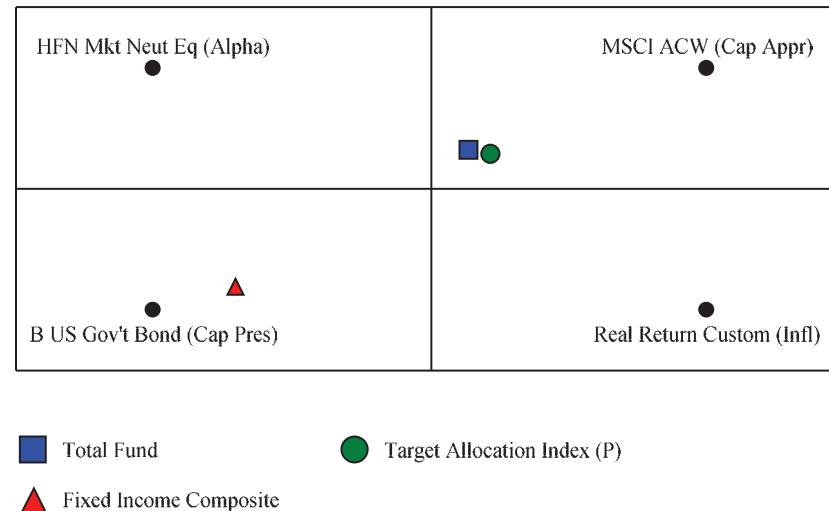 HFN Mkt Neut Eq (Alpha)
MSCI ACW (Cap Appr)
B US Gov't Bond (Cap Pres)
Real Return Custom (Infl)
Total Fund
Target Allocation Index (P)
Fixed Income Composite